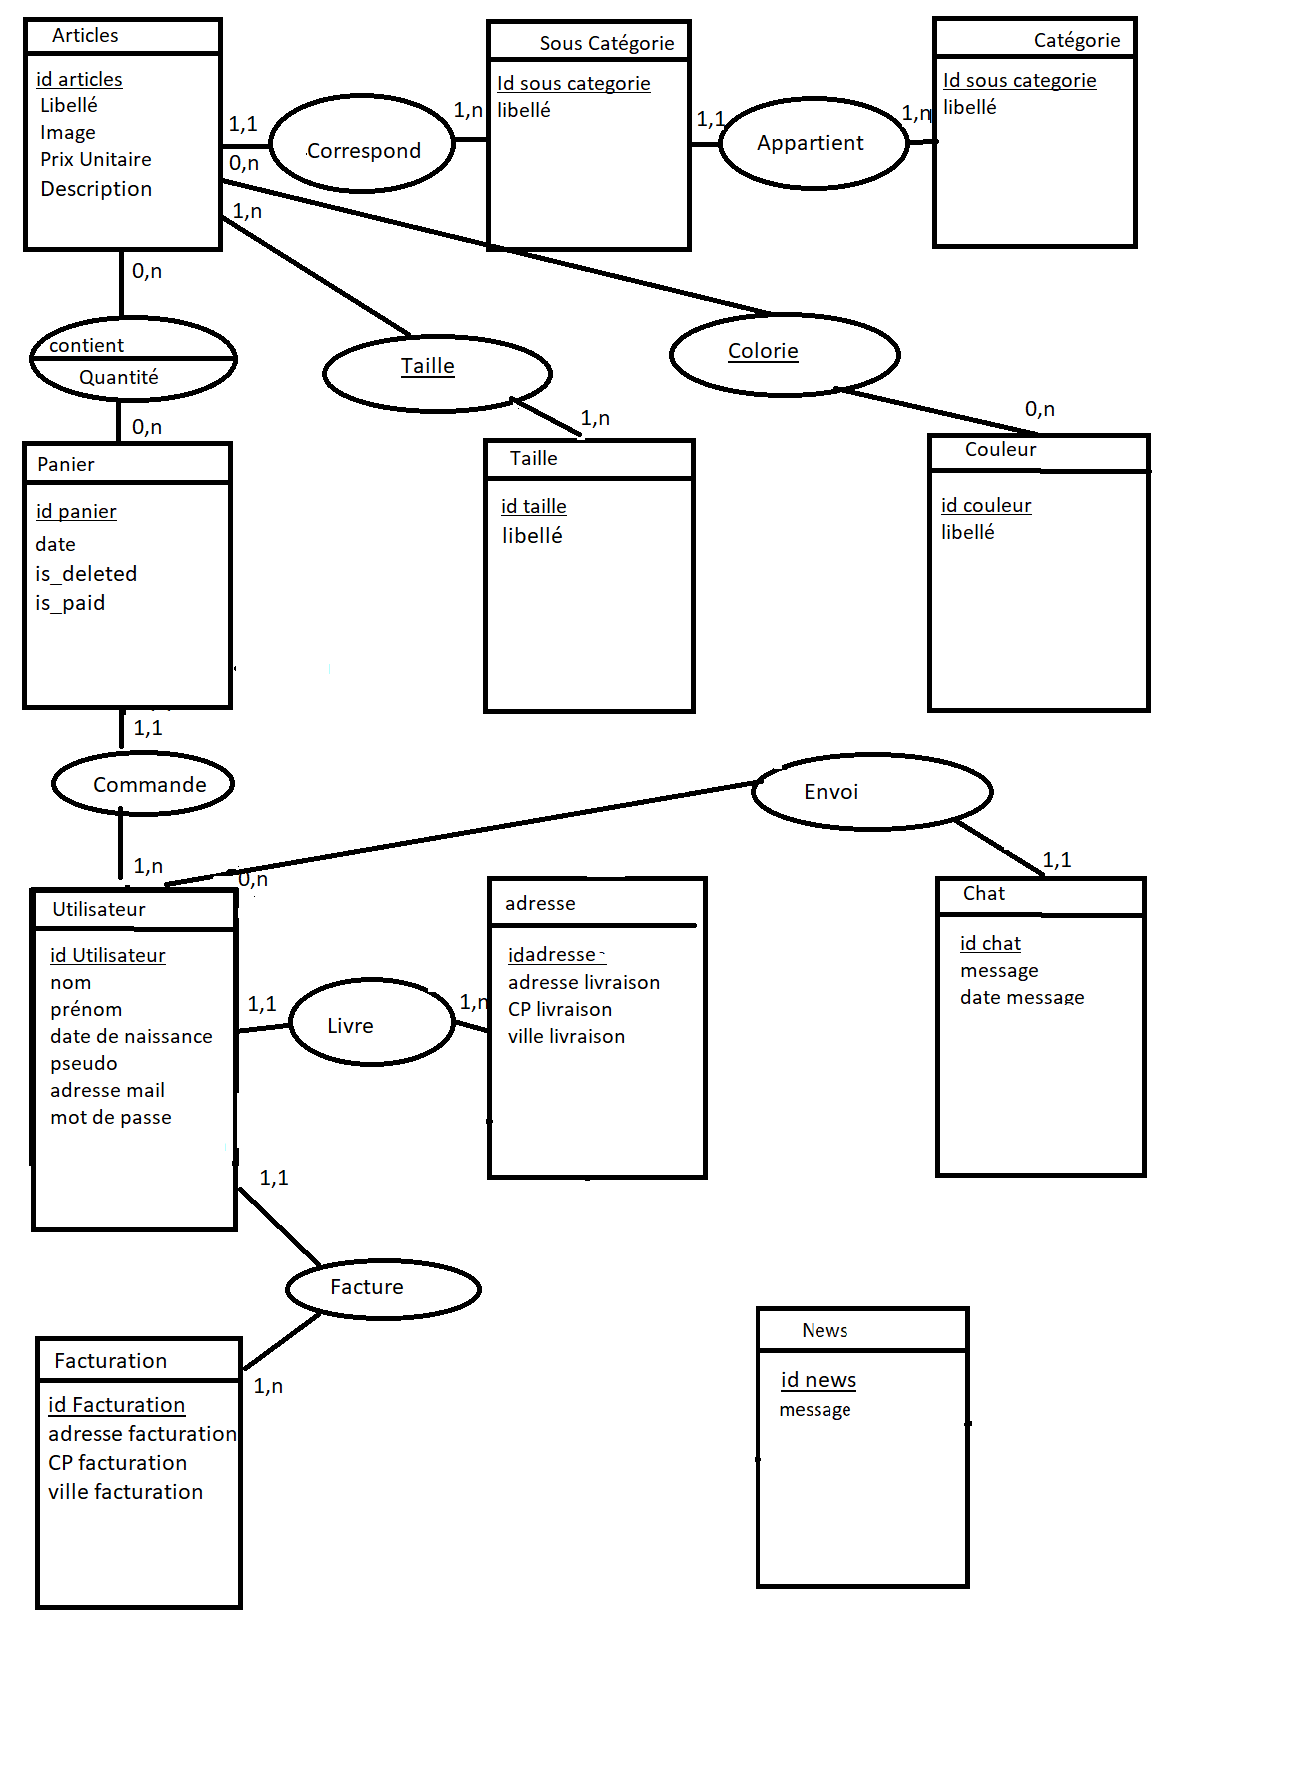 Articles
id articles
Libellé
Image
Prix Unitaire
Description
1,1
0,n
1,n
Correspond
1,n
Sous Catégorie
Id sous categorie
libellé
1,1
Appartient
1,n
Catégorie
Id sous categorie
libellé
0,n
contient
Quantité
0,n
Taille
1,n
Colorie
0,n
Panier
id panier
date
is_deleted
is_paid
Taille
id taille
libellé
Couleur
id couleur
libellé
1,1
Commande
1,n
0,n
Envoi
1,1
Utilisateur
id Utilisateur
nom
prénom
date de naissance
pseudo
adresse mail
mot de passe
1,1
Livre
1,n
adresse
idadresse
adresse livraison
CP livraison
ville livraison
Chat
id chat
message
date message
1,1
Facture
1,n
Facturation
id Facturation
adresse facturation
CP facturation
ville facturation
News
id news
message